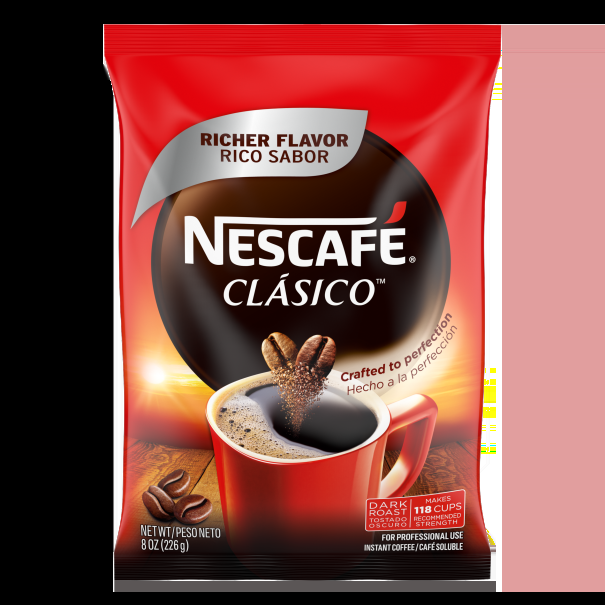 RICHER FLAVOR
RICO SABOR
NESCAFÉ®
CLÁSICO™
Crafted to perfection
Hecho a la perfección
DARK
ROAST
TOSTADO
OSCURO
MAKES
118 CUPS
RECOMMENDED
STRENGTH
NET WT/PESO NETO
8 OZ (226g)
FOR PROFESSIONAL USE
INSTANT COFFEE/CAFÉ SOLUBLE